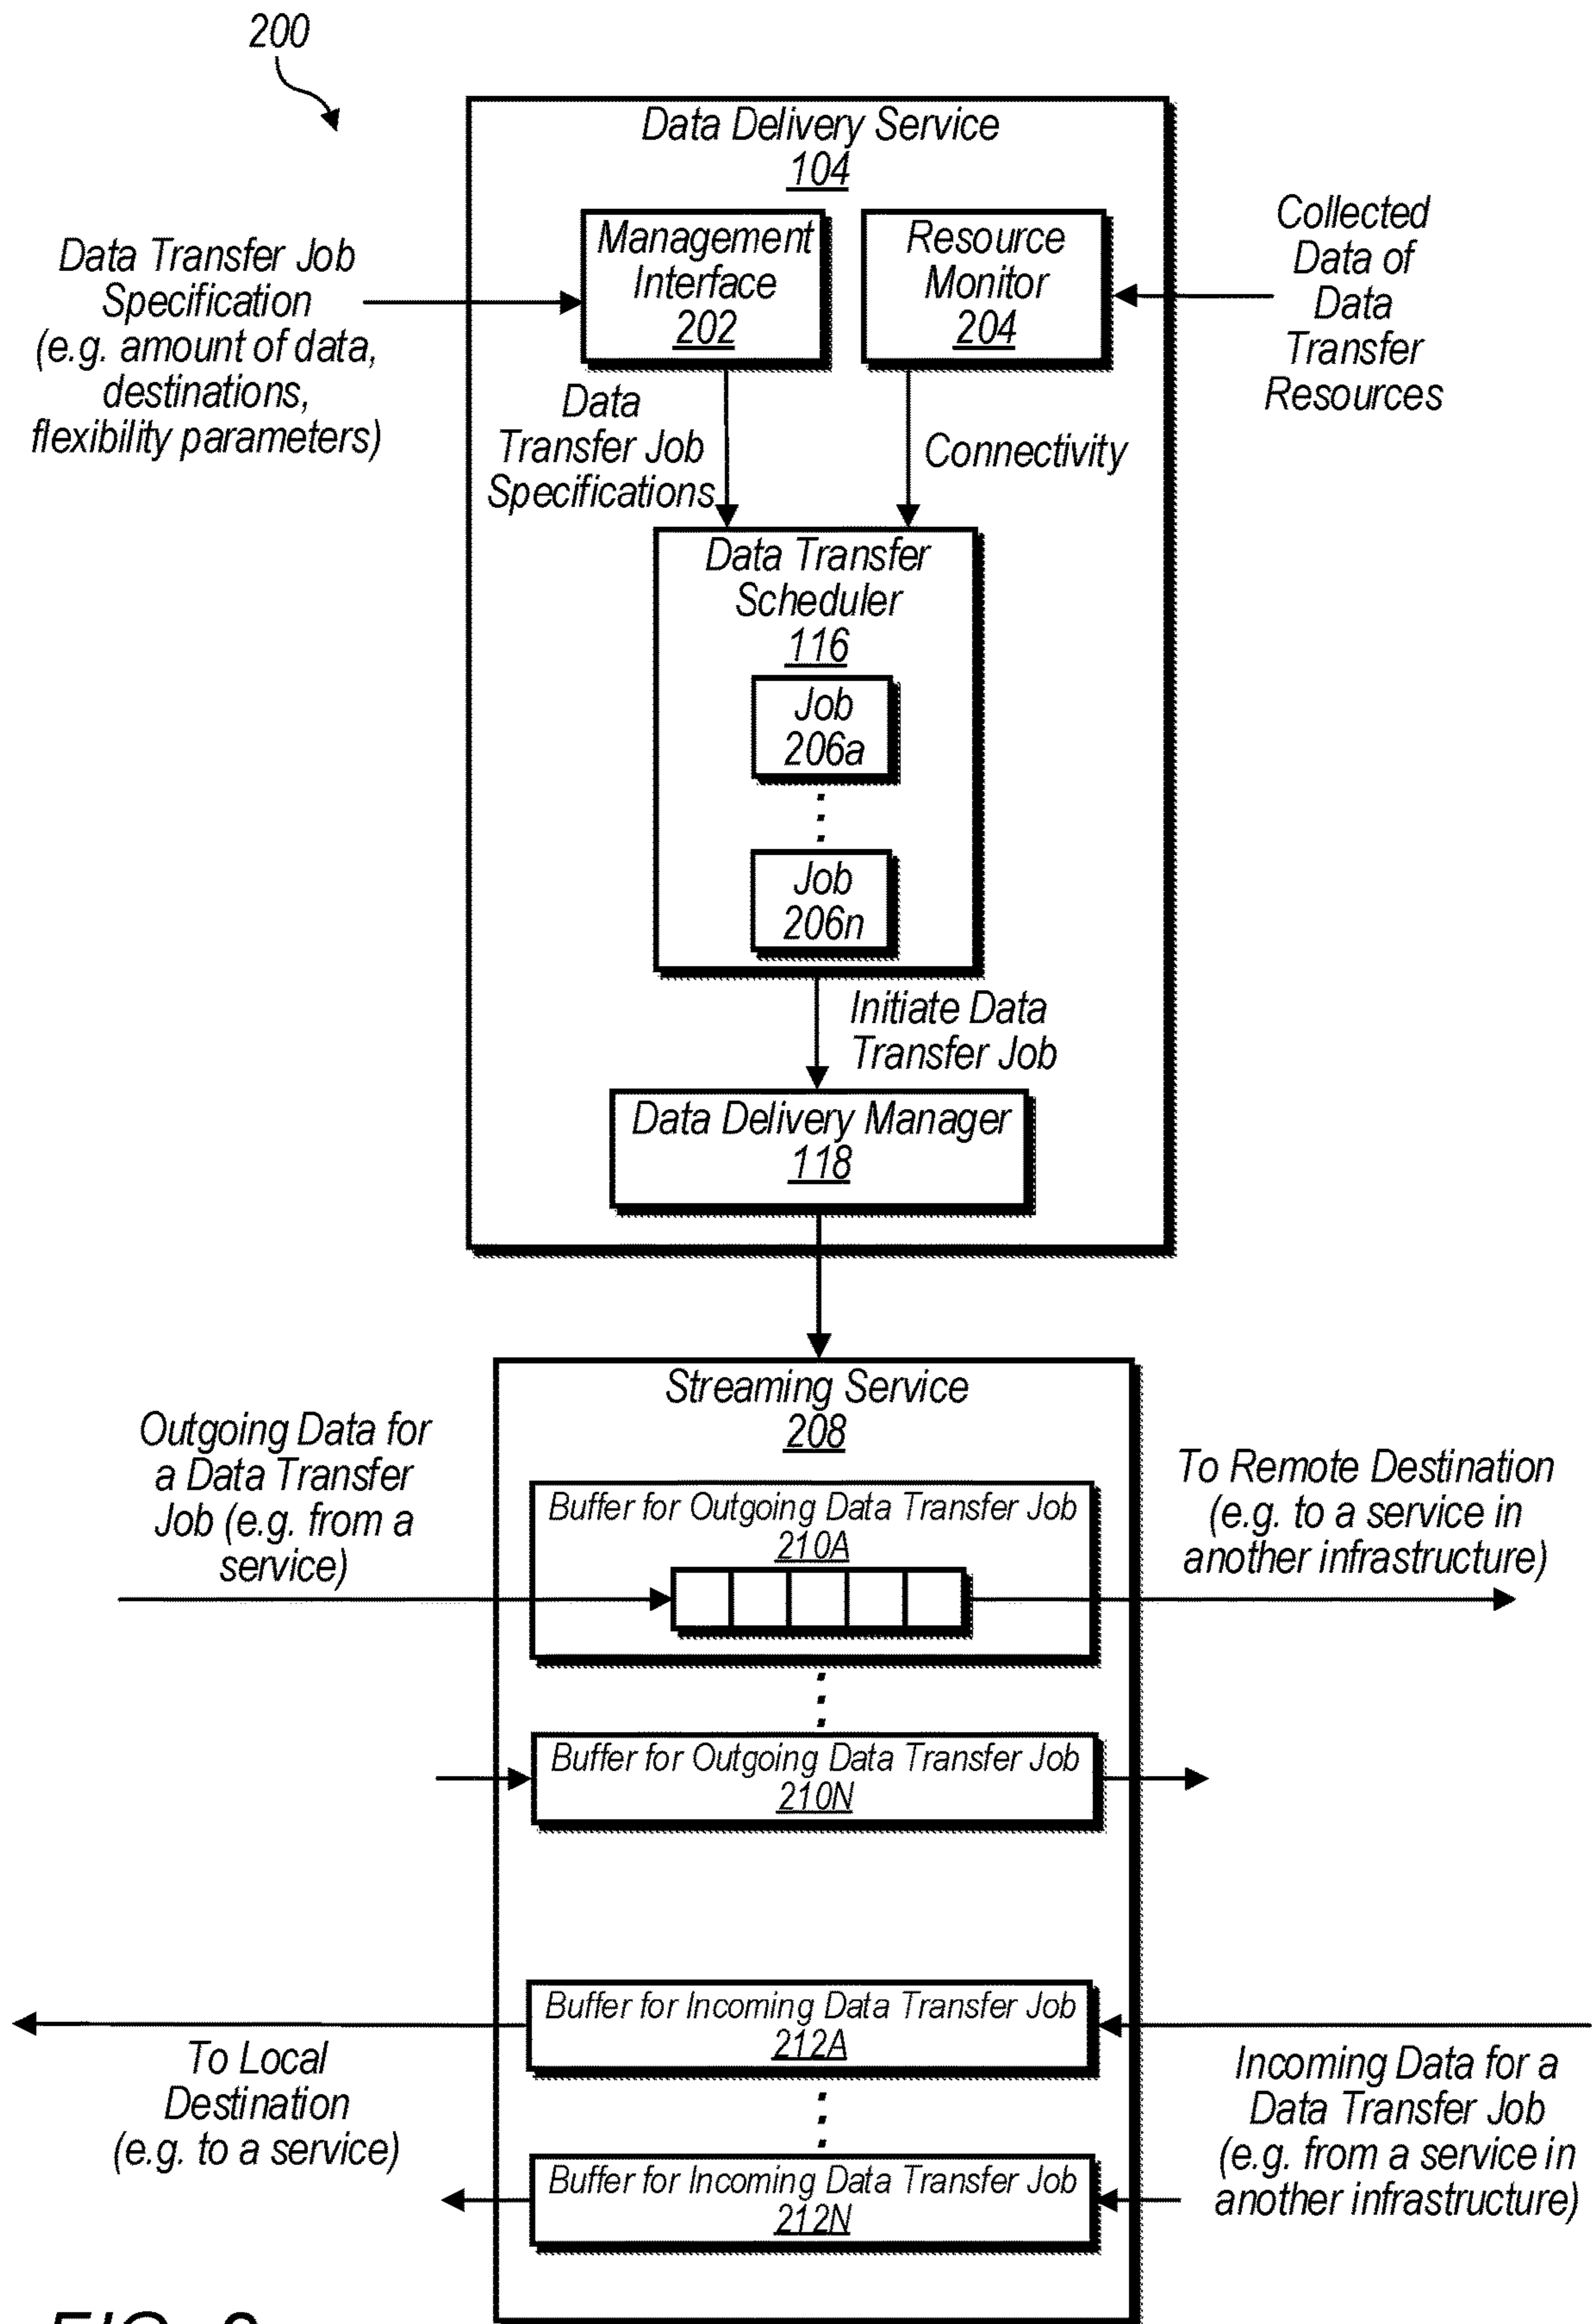 200
Data Delivery Service
104
Data Transfer Job
Specification
(e.g. amount of data,
destinations,
flexibility parameters)
Management
Interface
202
Resource
Monitor
204
Collected
Data of
Data
Transfer
Resources
Data
Transfer Job
Specifications
Connectivity
Data Transfer
Scheduler
116
Job
206a
Job
206n
Initiate Data
Transfer Job
Data Delivery Manager
118
Streaming Service
208
Outgoing Data for
a Data Transfer
Job (e.g. from a
service)
Buffer for Outgoing Data Transfer Job
210A
To Remote Destination
(e.g. to a service in
another infrastructure)
Buffer for Outgoing Data Transfer Job
210N
Buffer for Incoming Data Transfer Job
212A
To Local
Destination
(e.g. to a service)
Incoming Data for a
Data Transfer Job
(e.g. from a service in
another infrastructure)
Buffer for Incoming Data Transfer Job
212N